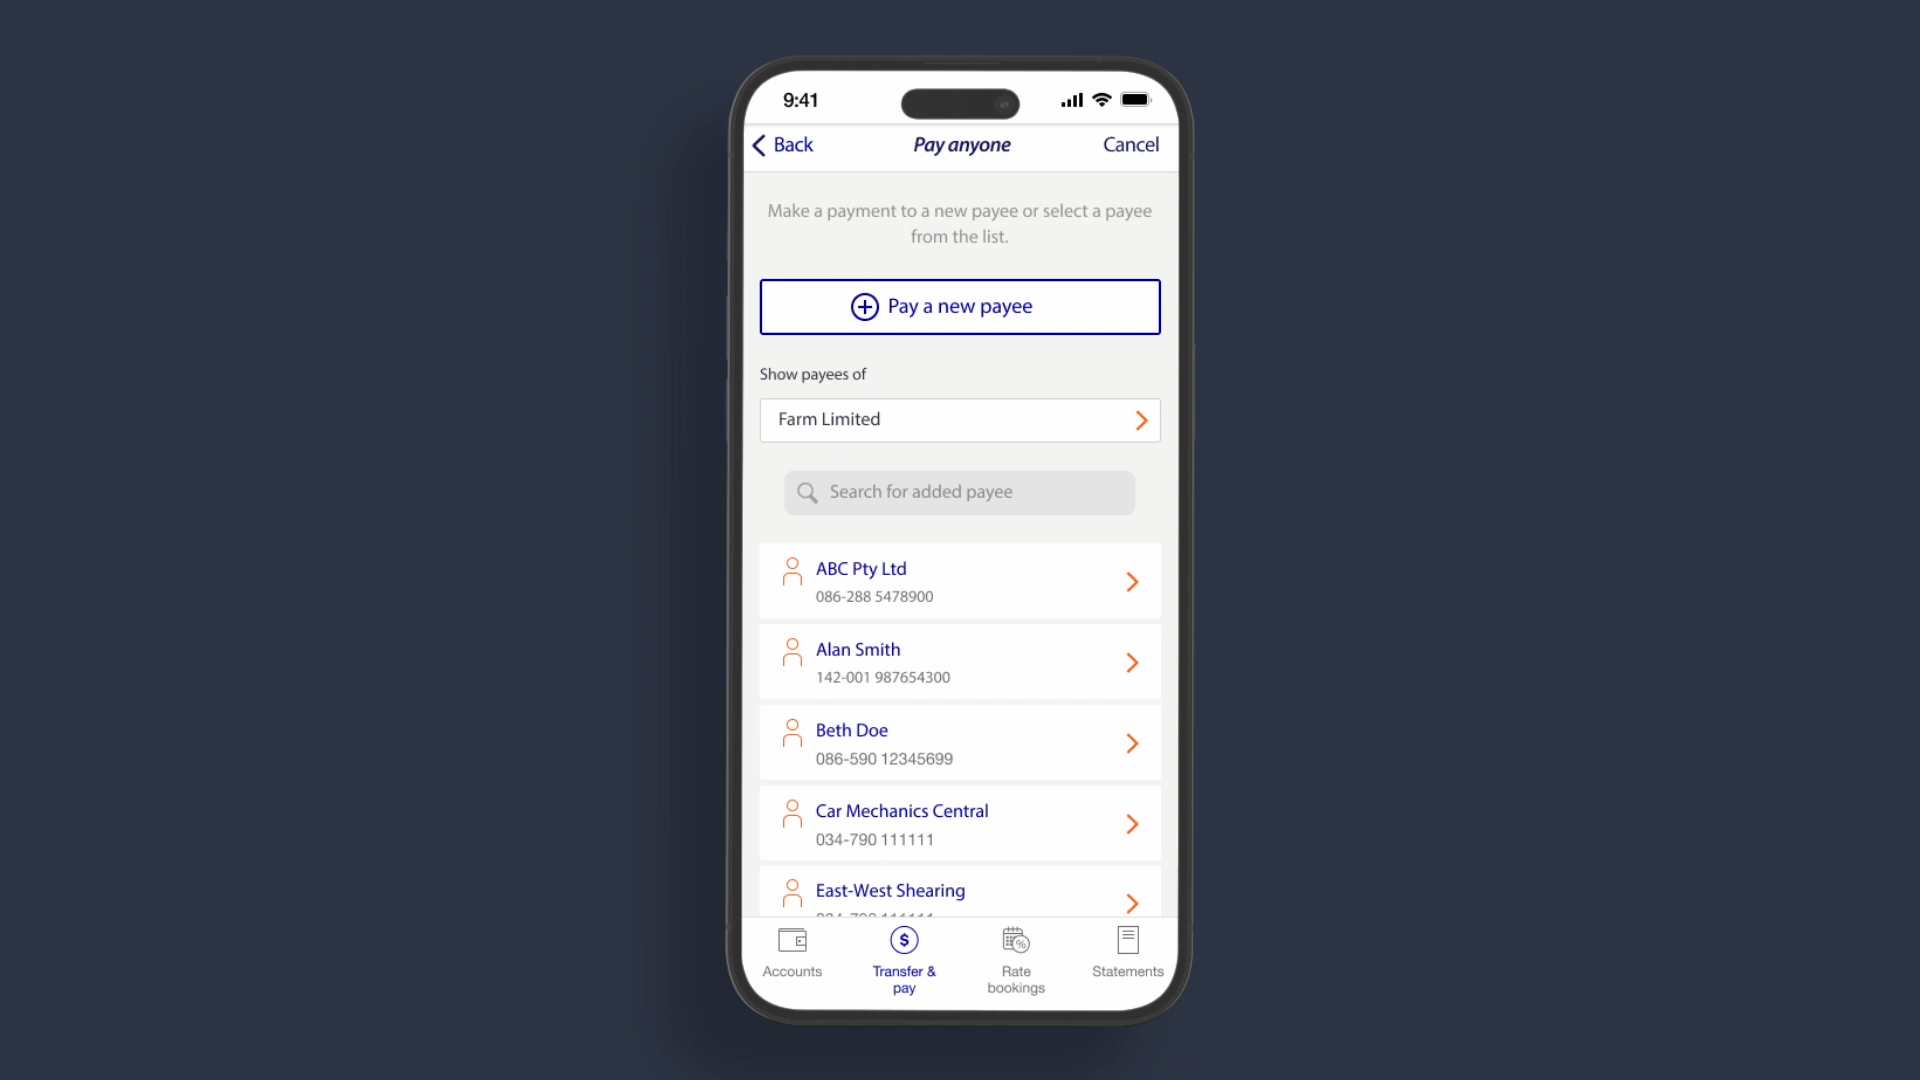 9:41
Back
Pay anyone
Cancel
Make a payment to a new payee or select a payee
from the list.
Pay a new payee
Show payees of
Farm Limited
Search for added payee
ABC Pty Ltd
086-288 5478900
Alan Smith
142-001 987654300
Beth Doe
086-590 12345699
Car Mechanics Central
034-790 111111
East-West Shearing
Accounts
Transfer &
pay
Rate
bookings
Statements